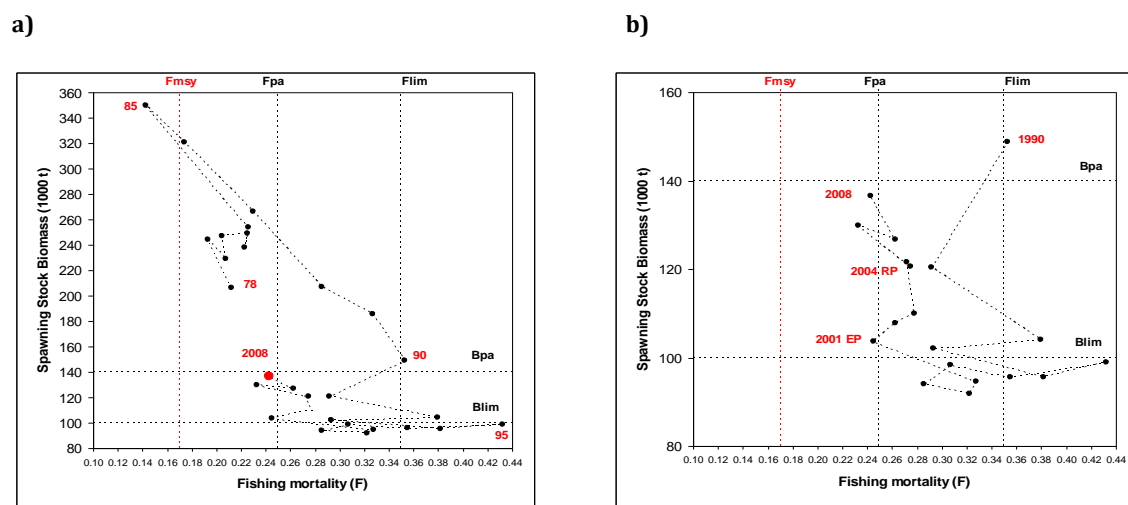 a)
b)
Fmsy Fpa Flim
360
340
320
300
280
260
240
220
200
180
160
140
120
100
80
Spawning Stock Biomass (1000 t)
85
78
2008
90
Bpa
Blim
95
0.10 0.12 0.14 0.16 0.18 0.20 0.22 0.24 0.26 0.28 0.30 0.32 0.34 0.36 0.38 0.40 0.42 0.44
Fishing mortality (F)
Fmsy Fpa Flim
160
140
120
100
80
Spawning Stock Biomass (1000 t)
1990
Bpa
2008
2004 RP
2001 EP
Blim
0.10 0.12 0.14 0.16 0.18 0.20 0.22 0.24 0.26 0.28 0.30 0.32 0.34 0.36 0.38 0.40 0.42 0.44
Fishing mortality (F)